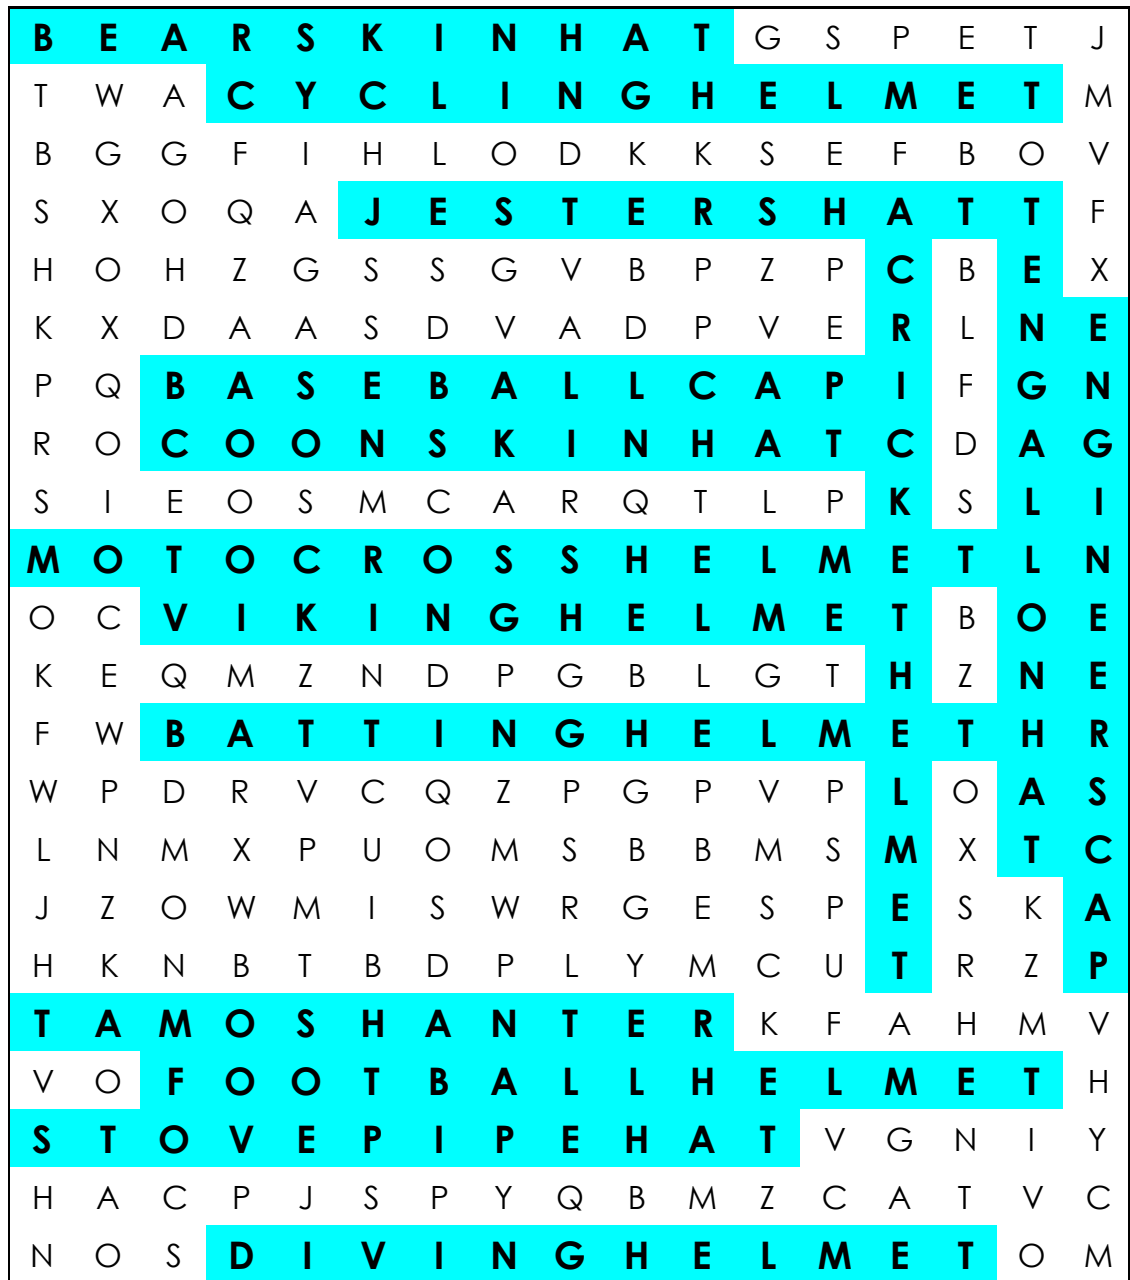 B E A R S K I N H A T G S P E T J
T W A C Y C L I N G H E L M E T M
B G G F I H L O D K K S E F B O V
S X O Q A J E S T E R S H A T T F
H O H Z G S S G V B P Z P C B E X
K X D A A S D V A D P V E R L N E
P Q B A S E B A L L C A P I F G N
R O C O O N S K I N H A T C D A G
S I E O S M C A R Q T L P K S L I
M O T O C R O S S H E L M E T L N
O C V I K I N G H E L M E T B O E
K E Q M Z N D P G B L G T H Z N E
F W B A T T I N G H E L M E T H R
W P D R V C Q Z P G P V P L O A S
L N M X P U O M S B B M S M X T C
J Z O W M I S W R G E S P E S K A
H K N B T B D P L Y M C U T R Z P
T A M O S H A N T E R K F A H M V
V O F O O T B A L L H E L M E T H
S T O V E P I P E H A T V G N I Y
H A C P J S P Y Q B M Z C A T V C
N O S D I V I N G H E L M E T O M